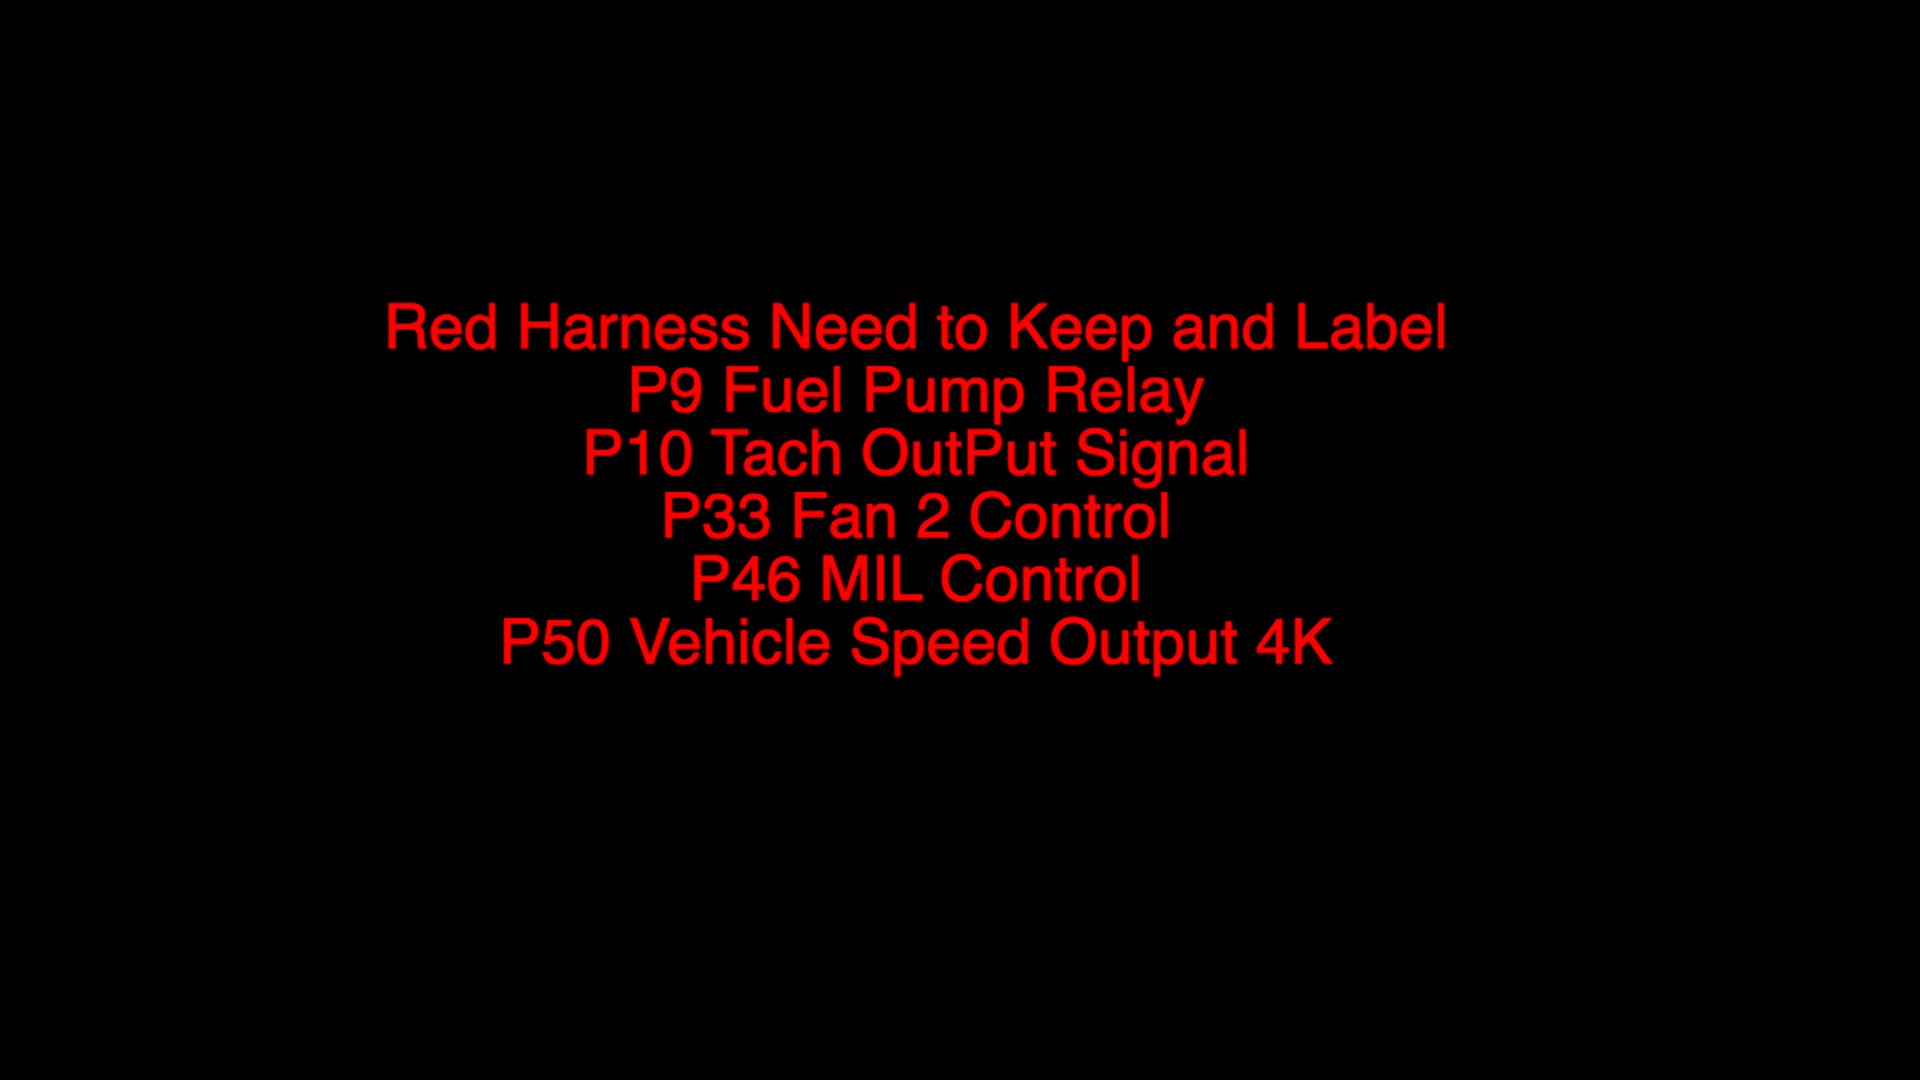 Red Harness Need to Keep and Label
P9 Fuel Pump Relay
P10 Tach OutPut Signal
P33 Fan 2 Control
P46 MIL Control
P50 Vehicle Speed Output 4K